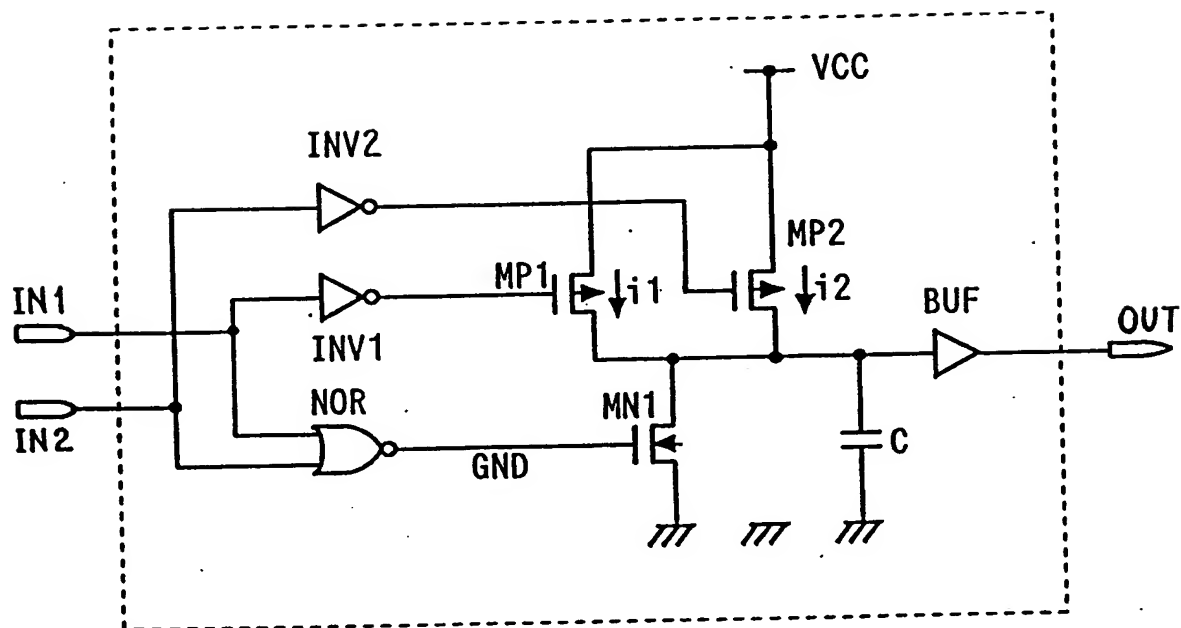 VCC
INV2
MP2
MP1
i1
i2
IN1
BUF
OUT
INV1
NOR
MN1
IN2
GND
C